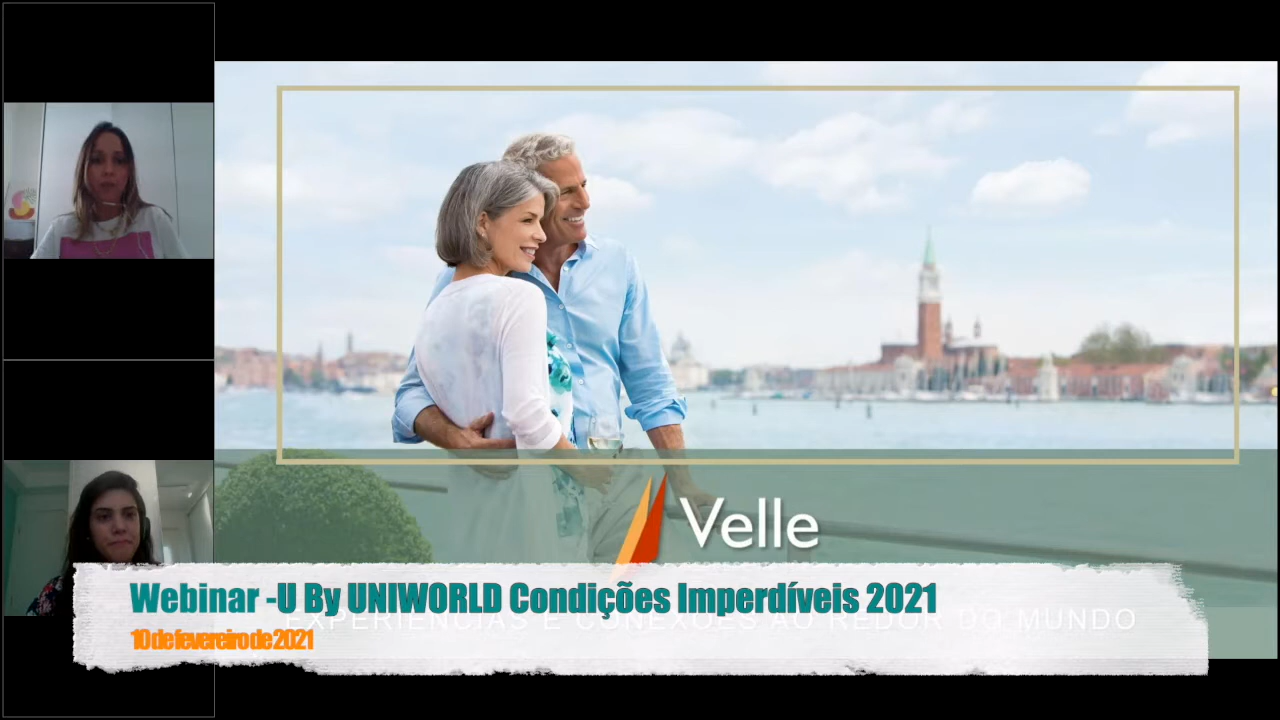 Velle
Webinar -U By UNIWORLD Condições Imperdíveis 2021
EXPERIÊNCIAS E CONEXÕES AO REDOR DO MUNDO
10 de fevereiro de 2021